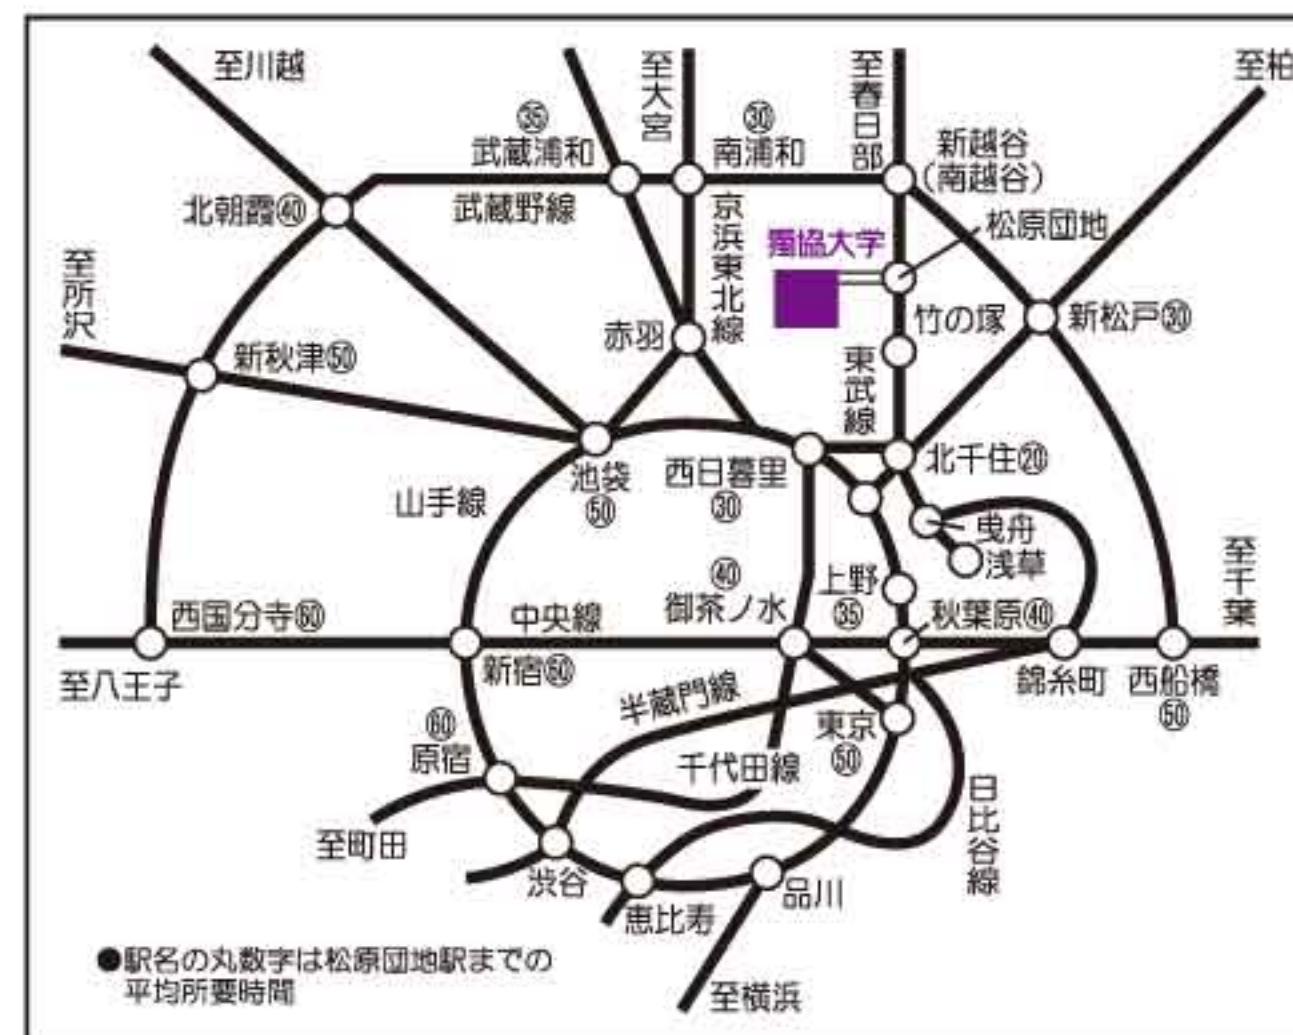 至川越
至大宮
至春日部
至柏
㉟
武蔵浦和
㉚
南浦和
新越谷
(南越谷)
北朝霞㊵
武蔵野線
京浜東北線
獨協大学
松原団地
至所沢
赤羽
竹の塚
新松戸㉚
新秋津㊿
東武線
池袋
㊿
西日暮里
㉚
北千住⑳
山手線
曳舟
浅草
至千葉
㊵
御茶ノ水
上野
㉟
秋葉原㊵
西国分寺60
中央線
至八王子
新宿㊿
半蔵門線
錦糸町
西船橋
㊿
60
原宿
東京
㊿
千代田線
日比谷線
至町田
渋谷
恵比寿
品川
●駅名の丸数字は松原団地駅までの
平均所要時間
至横浜